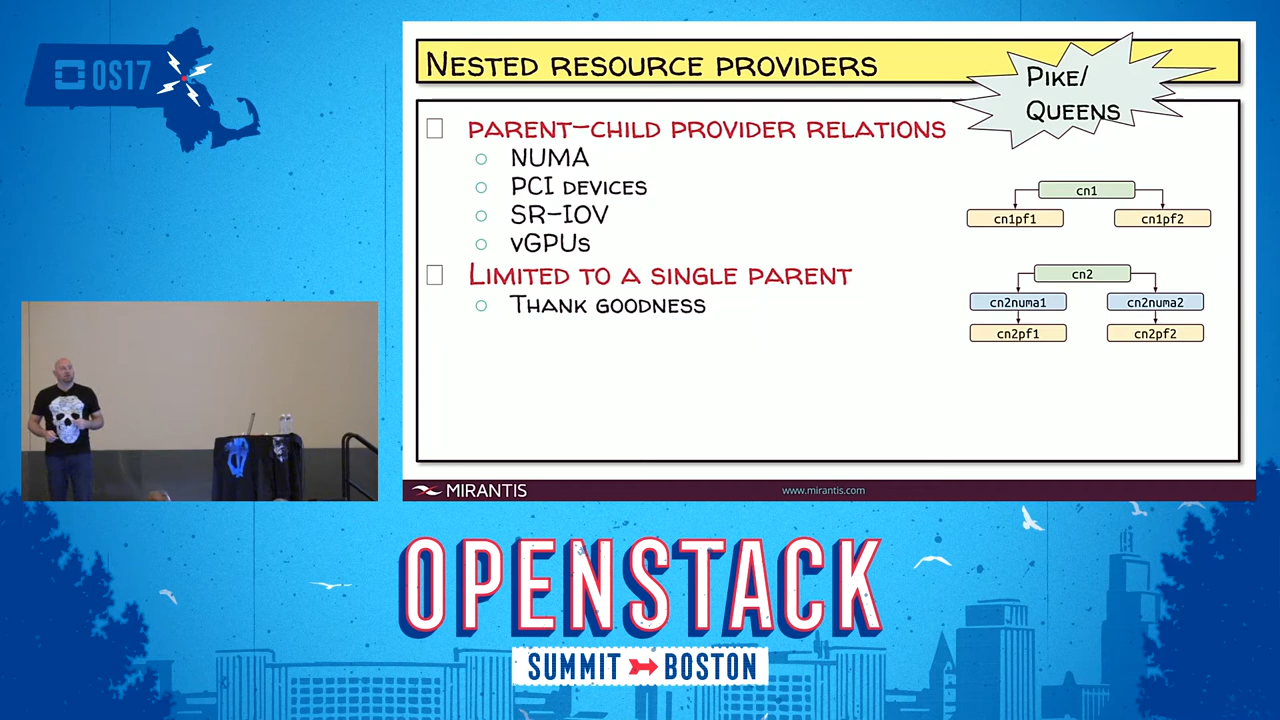 OS17
NESTED RESOURCE PROVIDERS
PIKE/
QUEENS
PARENT-CHILD PROVIDER RELATIONS
NUMA
PCI DEVICES
SR-IOV
vGPUs
LIMITED TO A SINGLE PARENT
THANK GOODNESS
cn1
cn1pf1
cn1pf2
cn2
cn2numa1
cn2numa2
cn2pf1
cn2pf2
MIRANTIS
www.mirantis.com
OPENSTACK
SUMMIT BOSTON